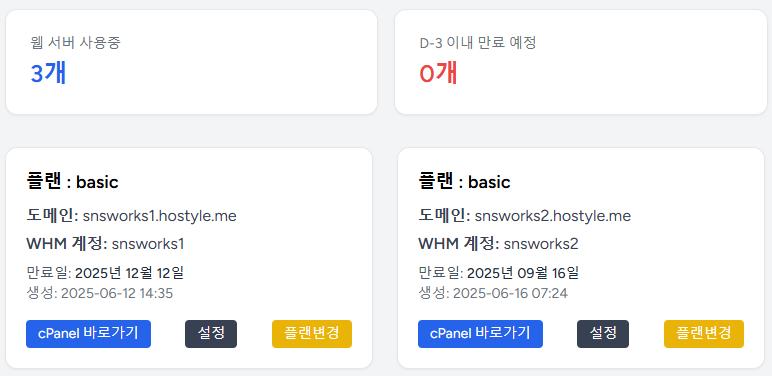 웹 서버 사용중
3개
D-3 이내 만료 예정
0개
플랜 : basic
도메인: snsworks1.hostyle.me
WHM 계정: snsworks1
만료일: 2025년 12월 12일
생성: 2025-06-12 14:35
cPanel 바로가기
설정
플랜변경
플랜 : basic
도메인: snsworks2.hostyle.me
WHM 계정: snsworks2
만료일: 2025년 09월 16일
생성: 2025-06-16 07:24
cPanel 바로가기
설정
플랜변경